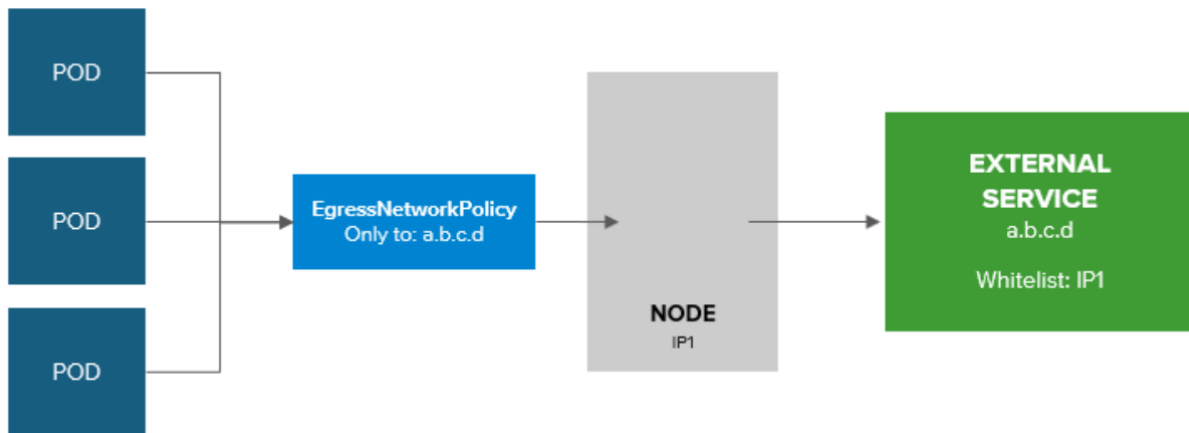 POD
POD
POD
EgressNetworkPolicy
Only to: a.b.c.d
NODE
IP1
EXTERNAL
SERVICE
a.b.c.d
Whitelist: IP1